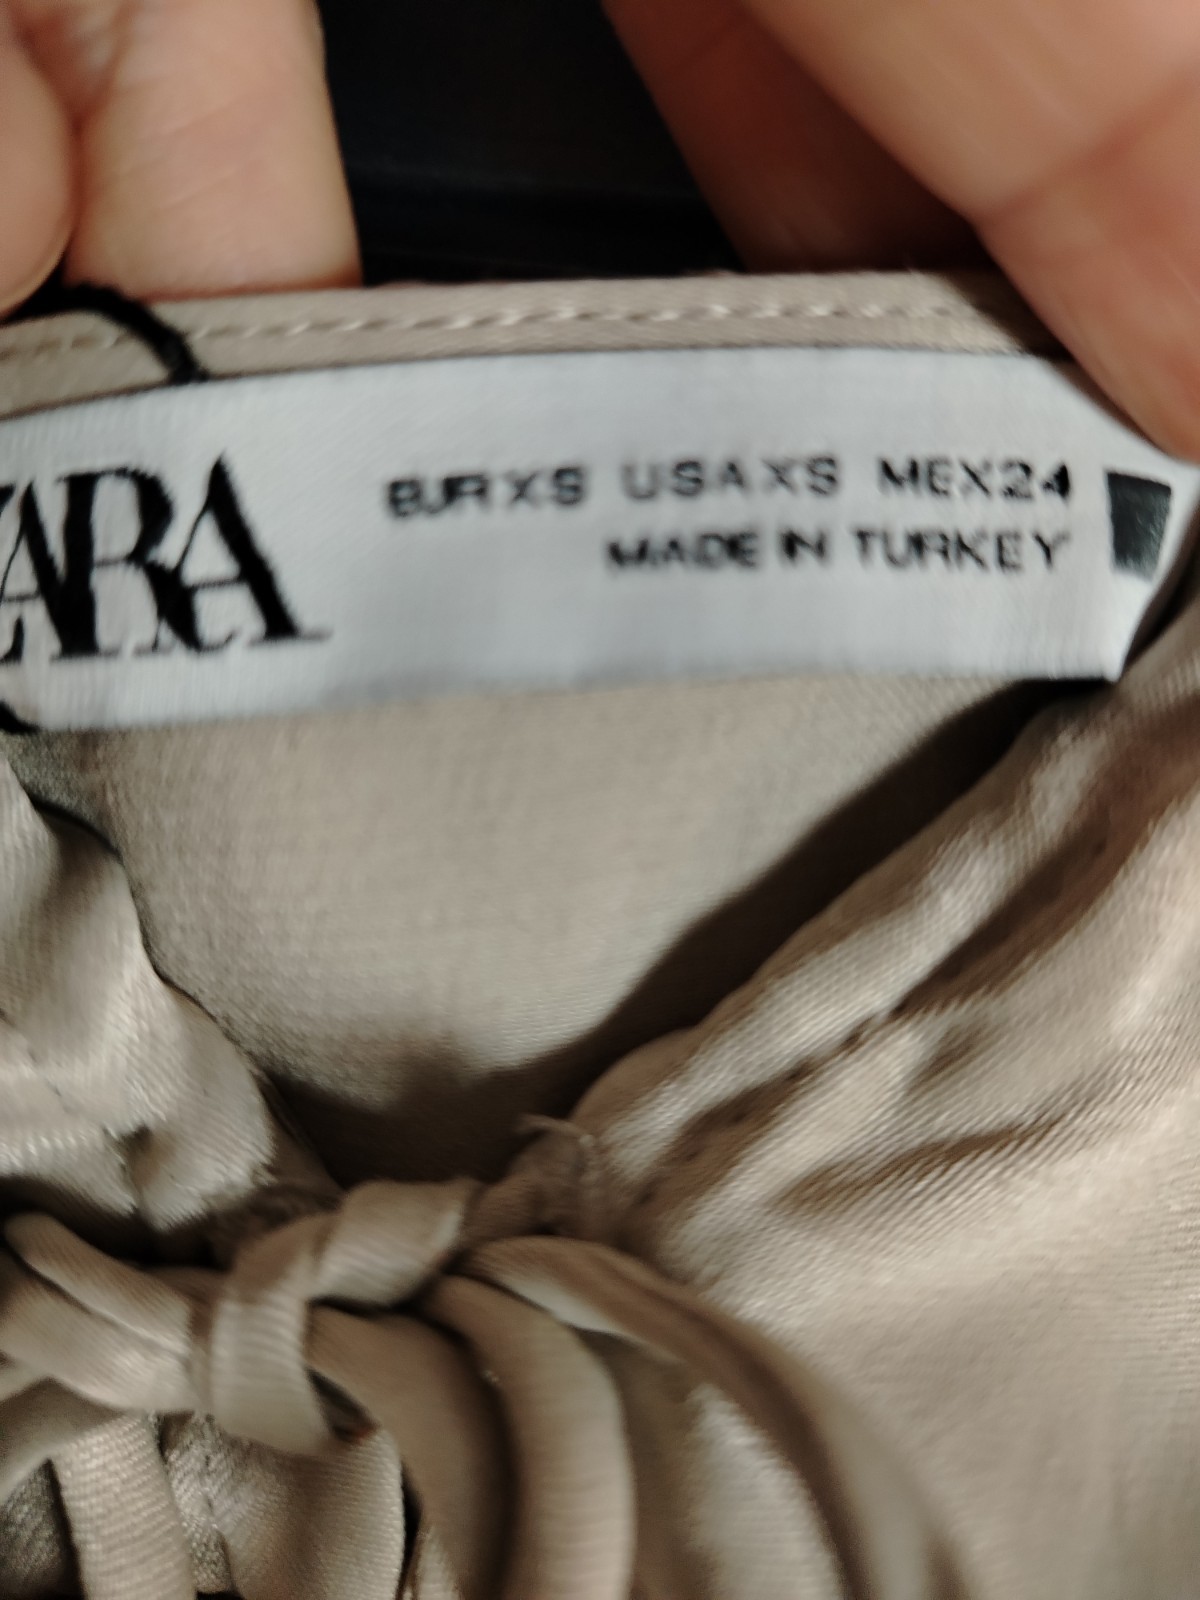 ZARA
EUR XS USA XS MEX 24
MADE IN TURKEY